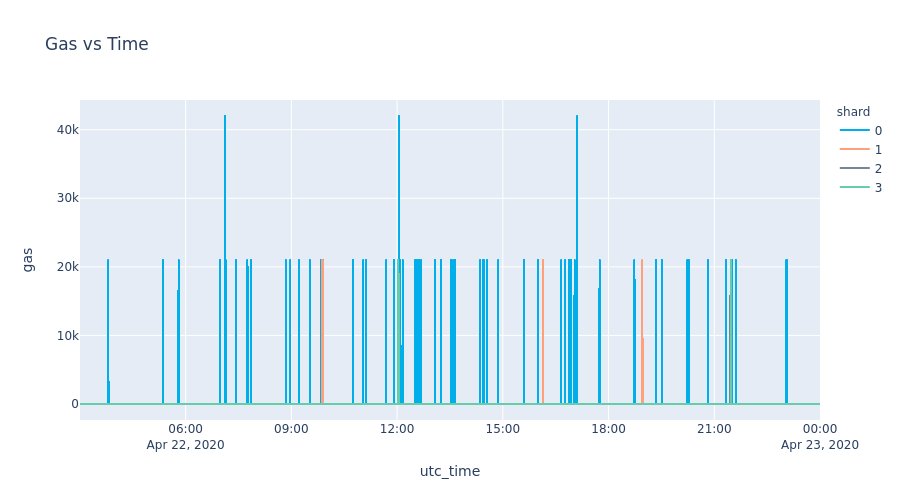 Gas vs Time
shard
0
1
2
3
40k
30k
20k
10k
0
gas
06:00
Apr 22, 2020
09:00
12:00
15:00
18:00
21:00
00:00
Apr 23, 2020
utc_time